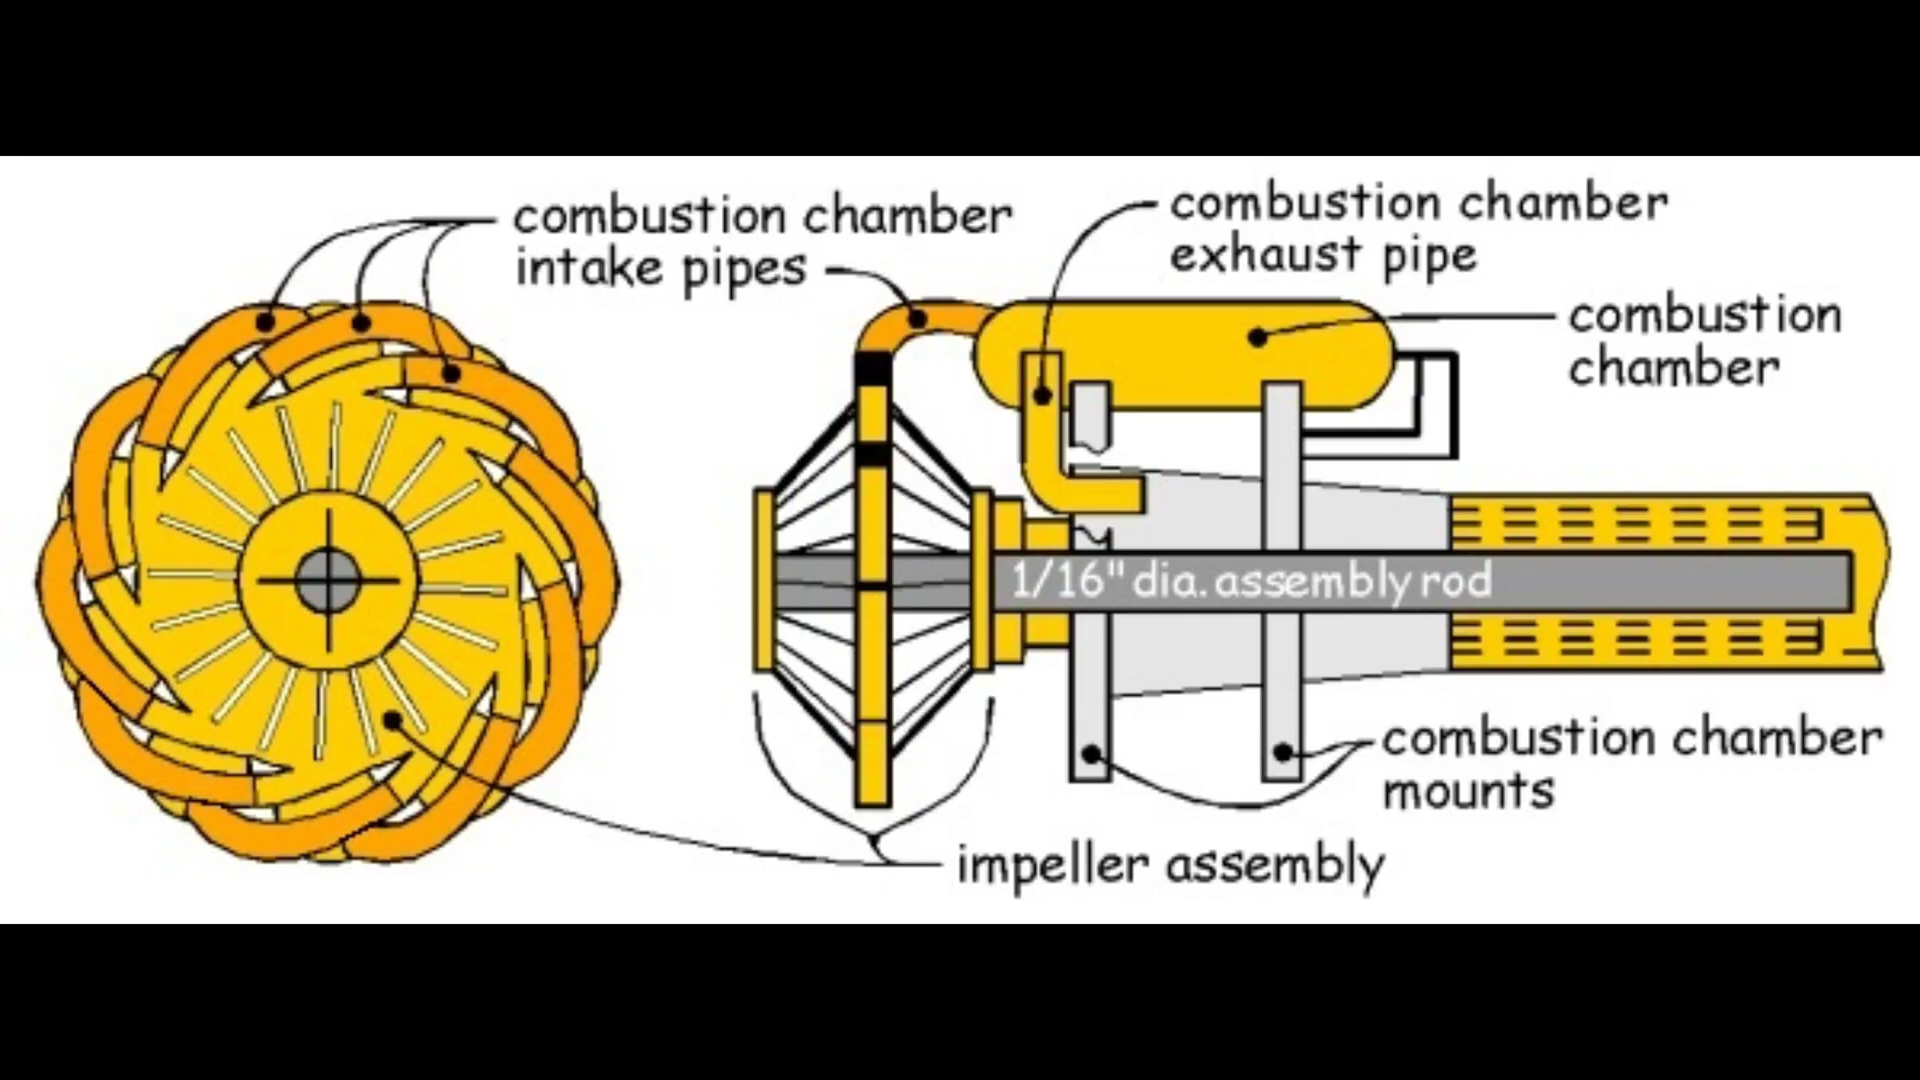 combustion chamber
intake pipes
combustion chamber
exhaust pipe
combustion
chamber
1/16" dia. assembly rod
combustion chamber
mounts
impeller assembly